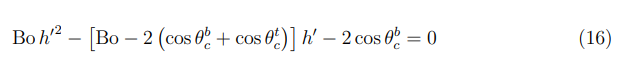 Bo h′² − [Bo − 2 (cos θ_c^b + cos θ_c^t)] h′ − 2 cos θ_c^b = 0 (16)